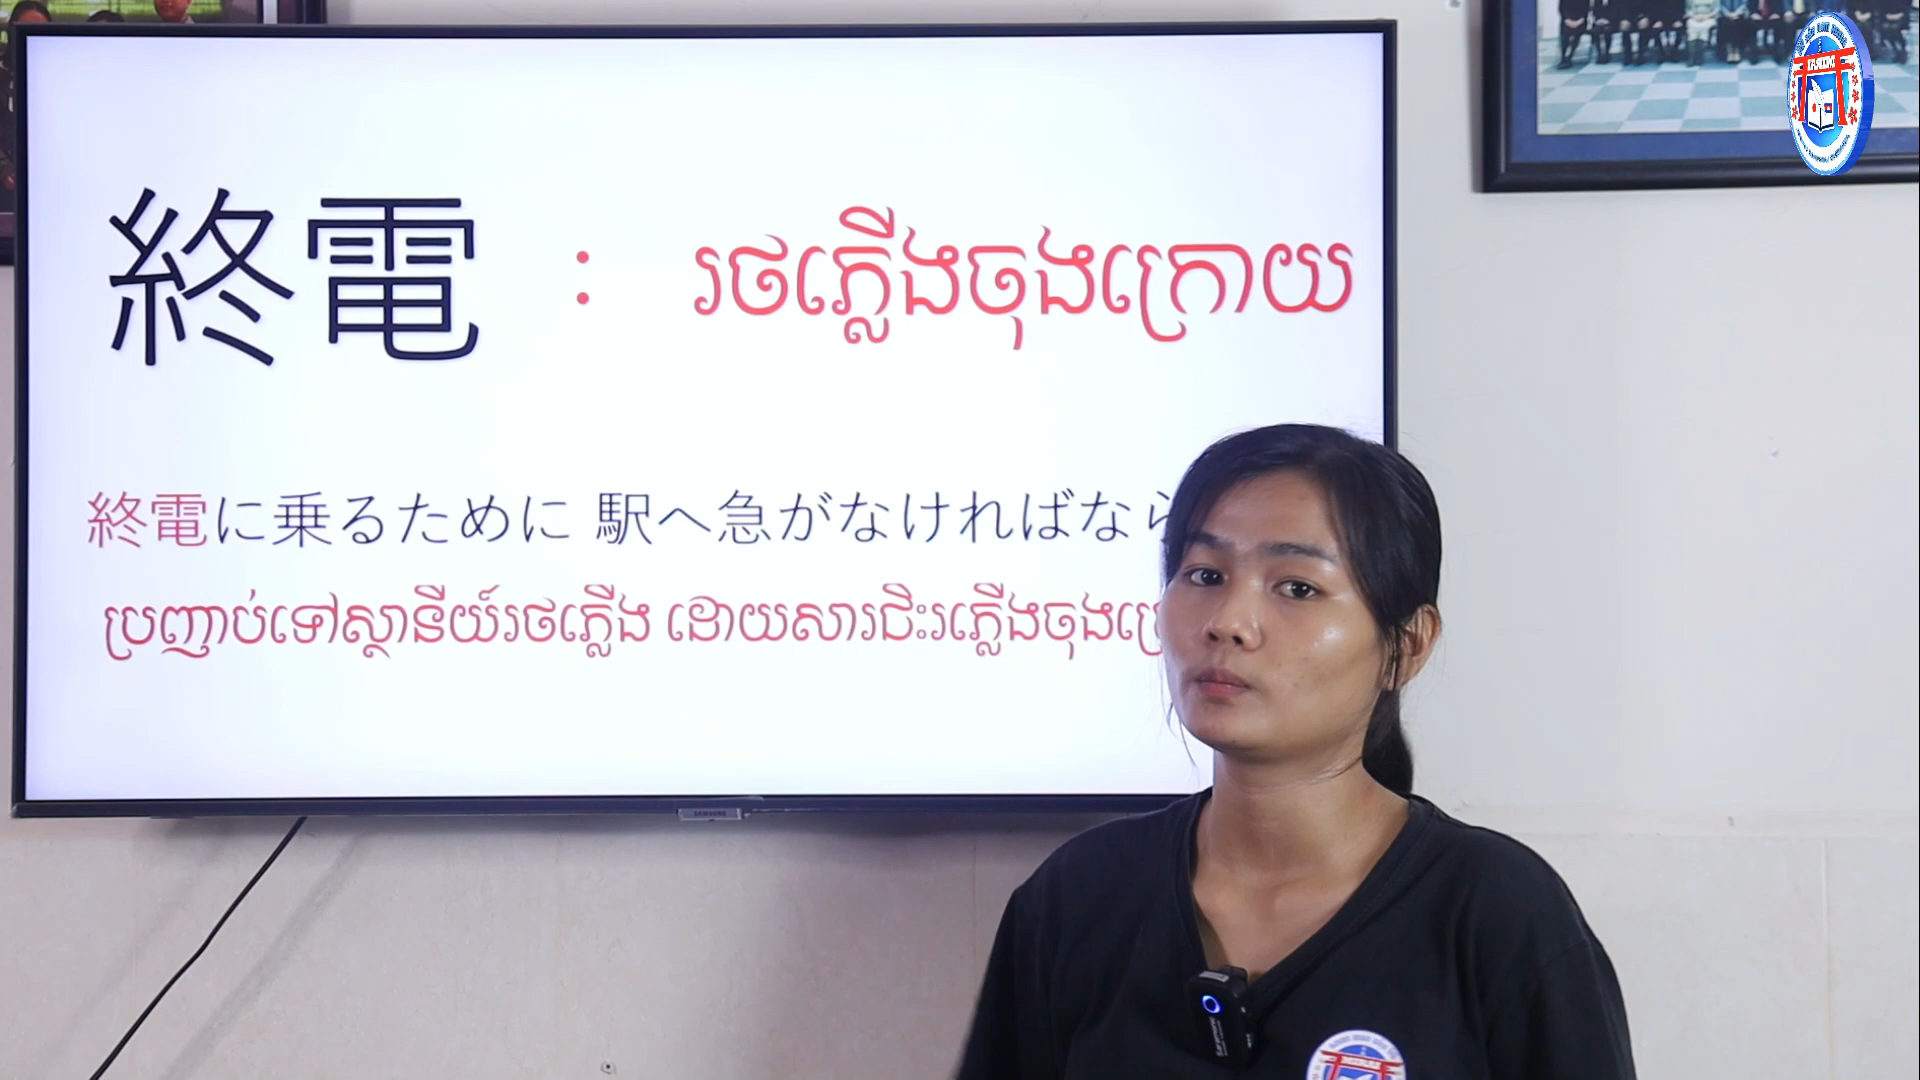 終電 : រថភ្លើងចុងក្រោយ
終電に乗るために 駅へ急がなければなら
ប្រញាប់ទៅស្ថានីយ៍រថភ្លើង ដោយសារជិះរភ្លើងចុង
SAMSUNG